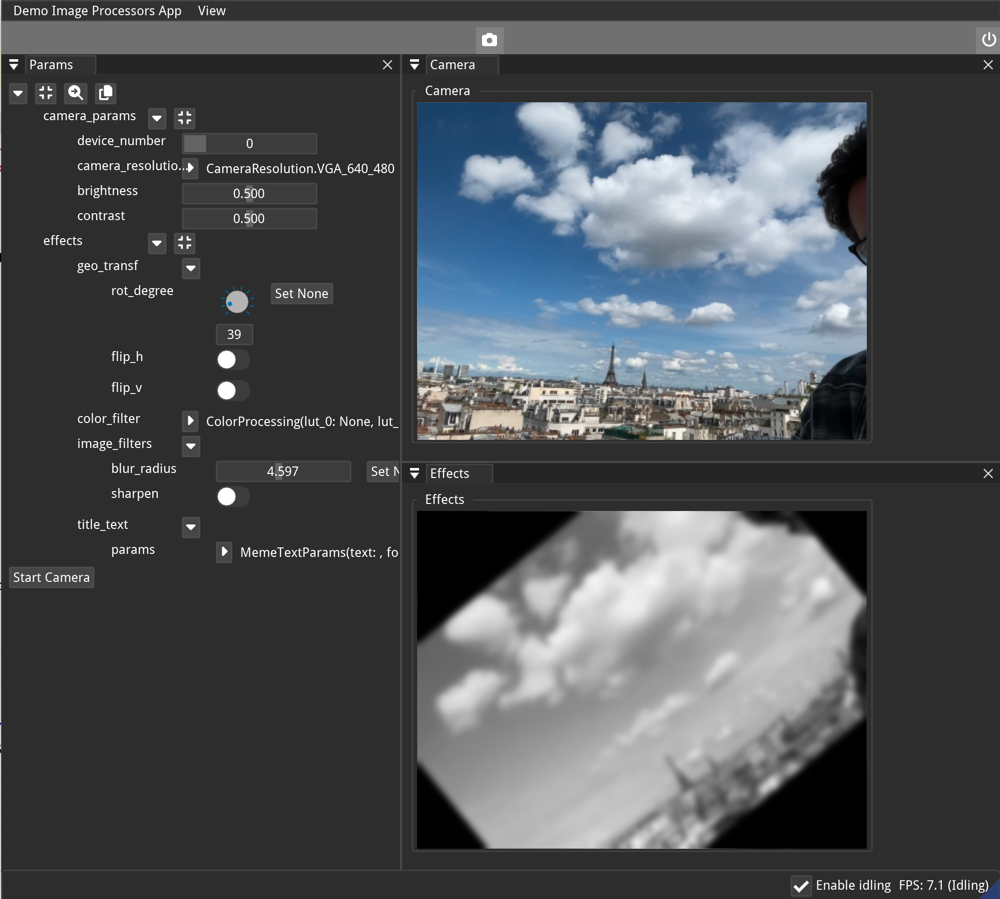 Demo Image Processors App View
Params
camera_params
device_number 0
camera_resolutio... CameraResolution.VGA_640_480
brightness 0.500
contrast 0.500
effects
geo_transf
rot_degree Set None
39
flip_h
flip_v
color_filter ColorProcessing(lut_0: None, lut_
image_filters
blur_radius 4.597 Set N
sharpen
title_text
params MemeTextParams(text: , fo
Start Camera
Camera
Camera
Effects
Effects
Enable idling FPS: 7.1 (Idling)